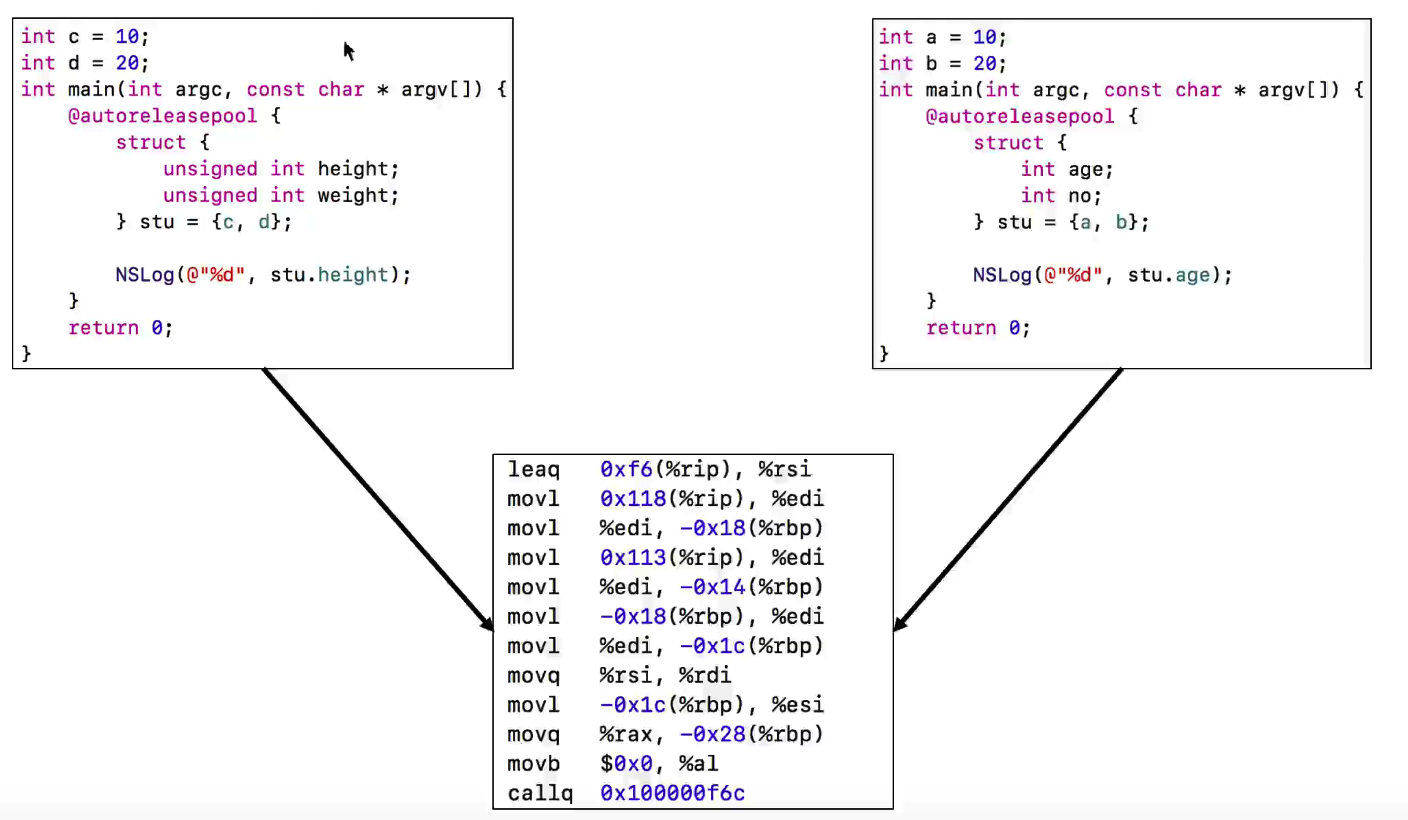 int c = 10;
int d = 20;
int main(int argc, const char * argv[]) {
    @autoreleasepool {
        struct {
            unsigned int height;
            unsigned int weight;
        } stu = {c, d};

        NSLog(@"%d", stu.height);
    }
    return 0;
}
int a = 10;
int b = 20;
int main(int argc, const char * argv[]) {
    @autoreleasepool {
        struct {
            int age;
            int no;
        } stu = {a, b};

        NSLog(@"%d", stu.age);
    }
    return 0;
}
leaq 0xf6(%rip), %rsi
movl 0x118(%rip), %edi
movl %edi, -0x18(%rbp)
movl 0x113(%rip), %edi
movl %edi, -0x14(%rbp)
movl -0x18(%rbp), %edi
movl %edi, -0x1c(%rbp)
movq %rsi, %rdi
movl -0x1c(%rbp), %esi
movq %rax, -0x28(%rbp)
movb $0x0, %al
callq 0x100000f6c